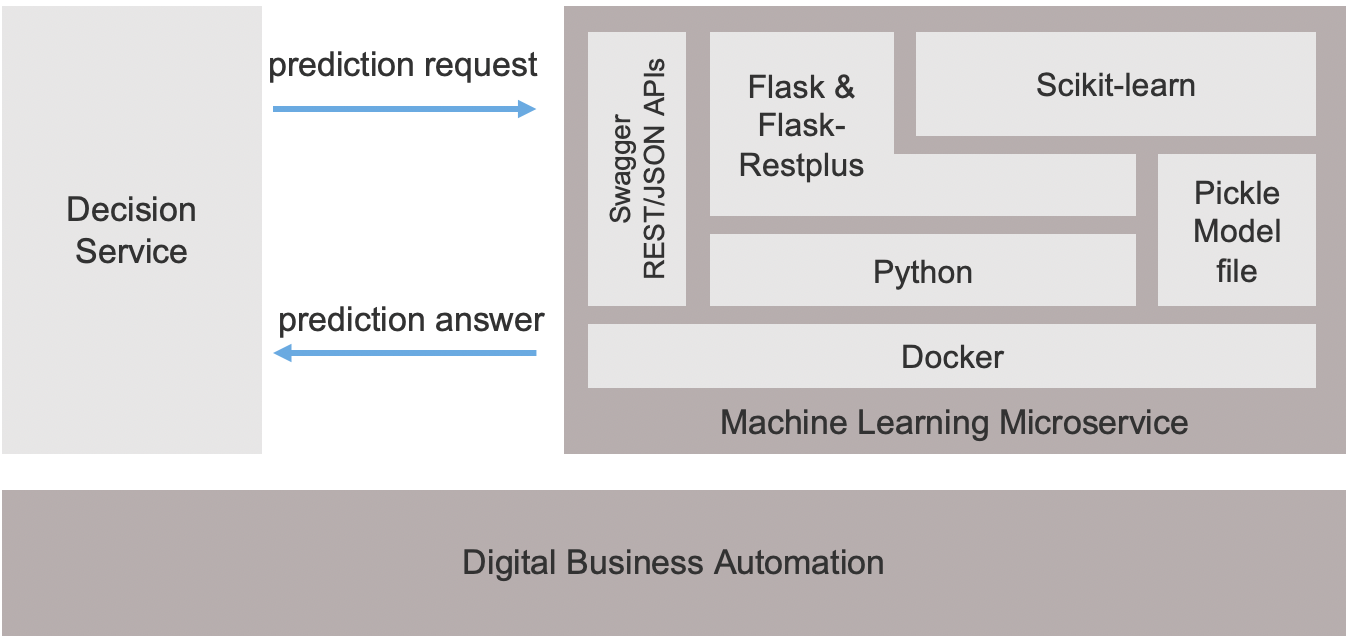 Decision
Service
prediction request
prediction answer
Swagger
REST/JSON APIs
Flask &
Flask-
Restplus
Scikit-learn
Python
Pickle
Model
file
Docker
Machine Learning Microservice
Digital Business Automation